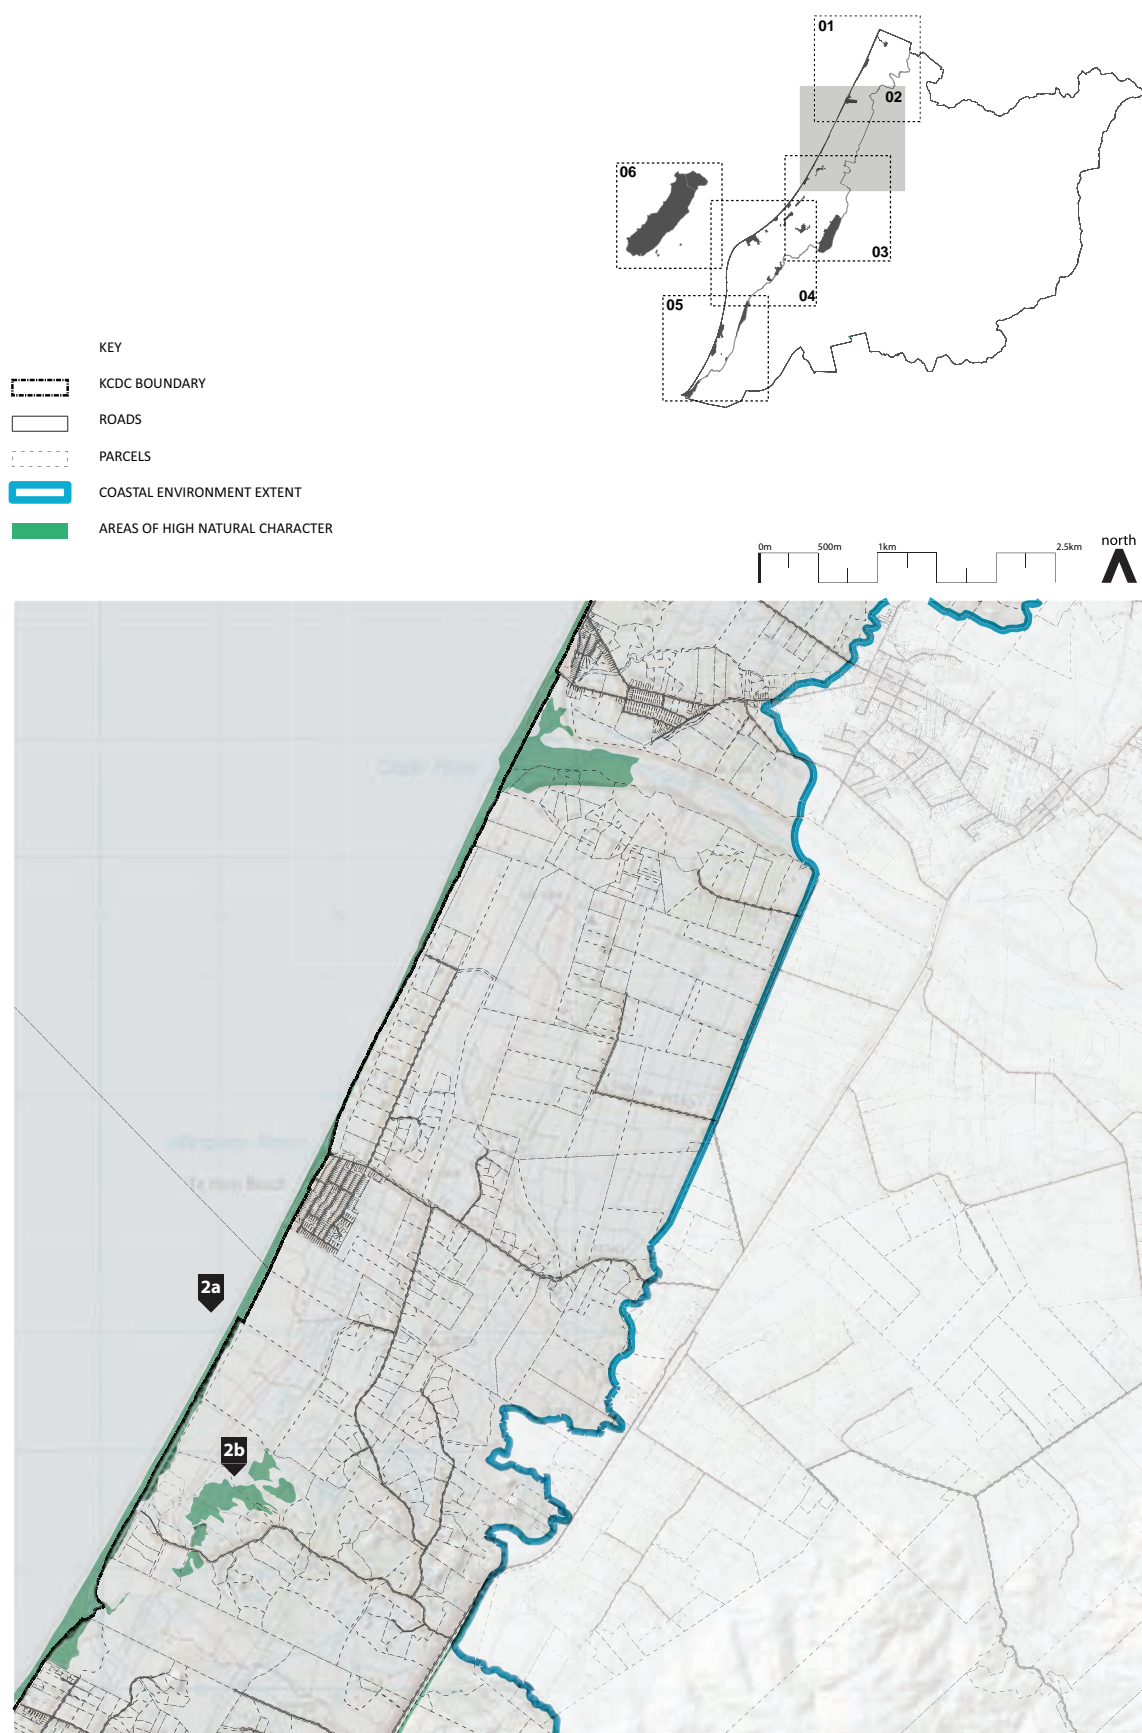 01
02
06
03
04
05
KEY
KCDC BOUNDARY
ROADS
PARCELS
COASTAL ENVIRONMENT EXTENT
AREAS OF HIGH NATURAL CHARACTER
0m 500m 1km 2.5km
north
2a
2b